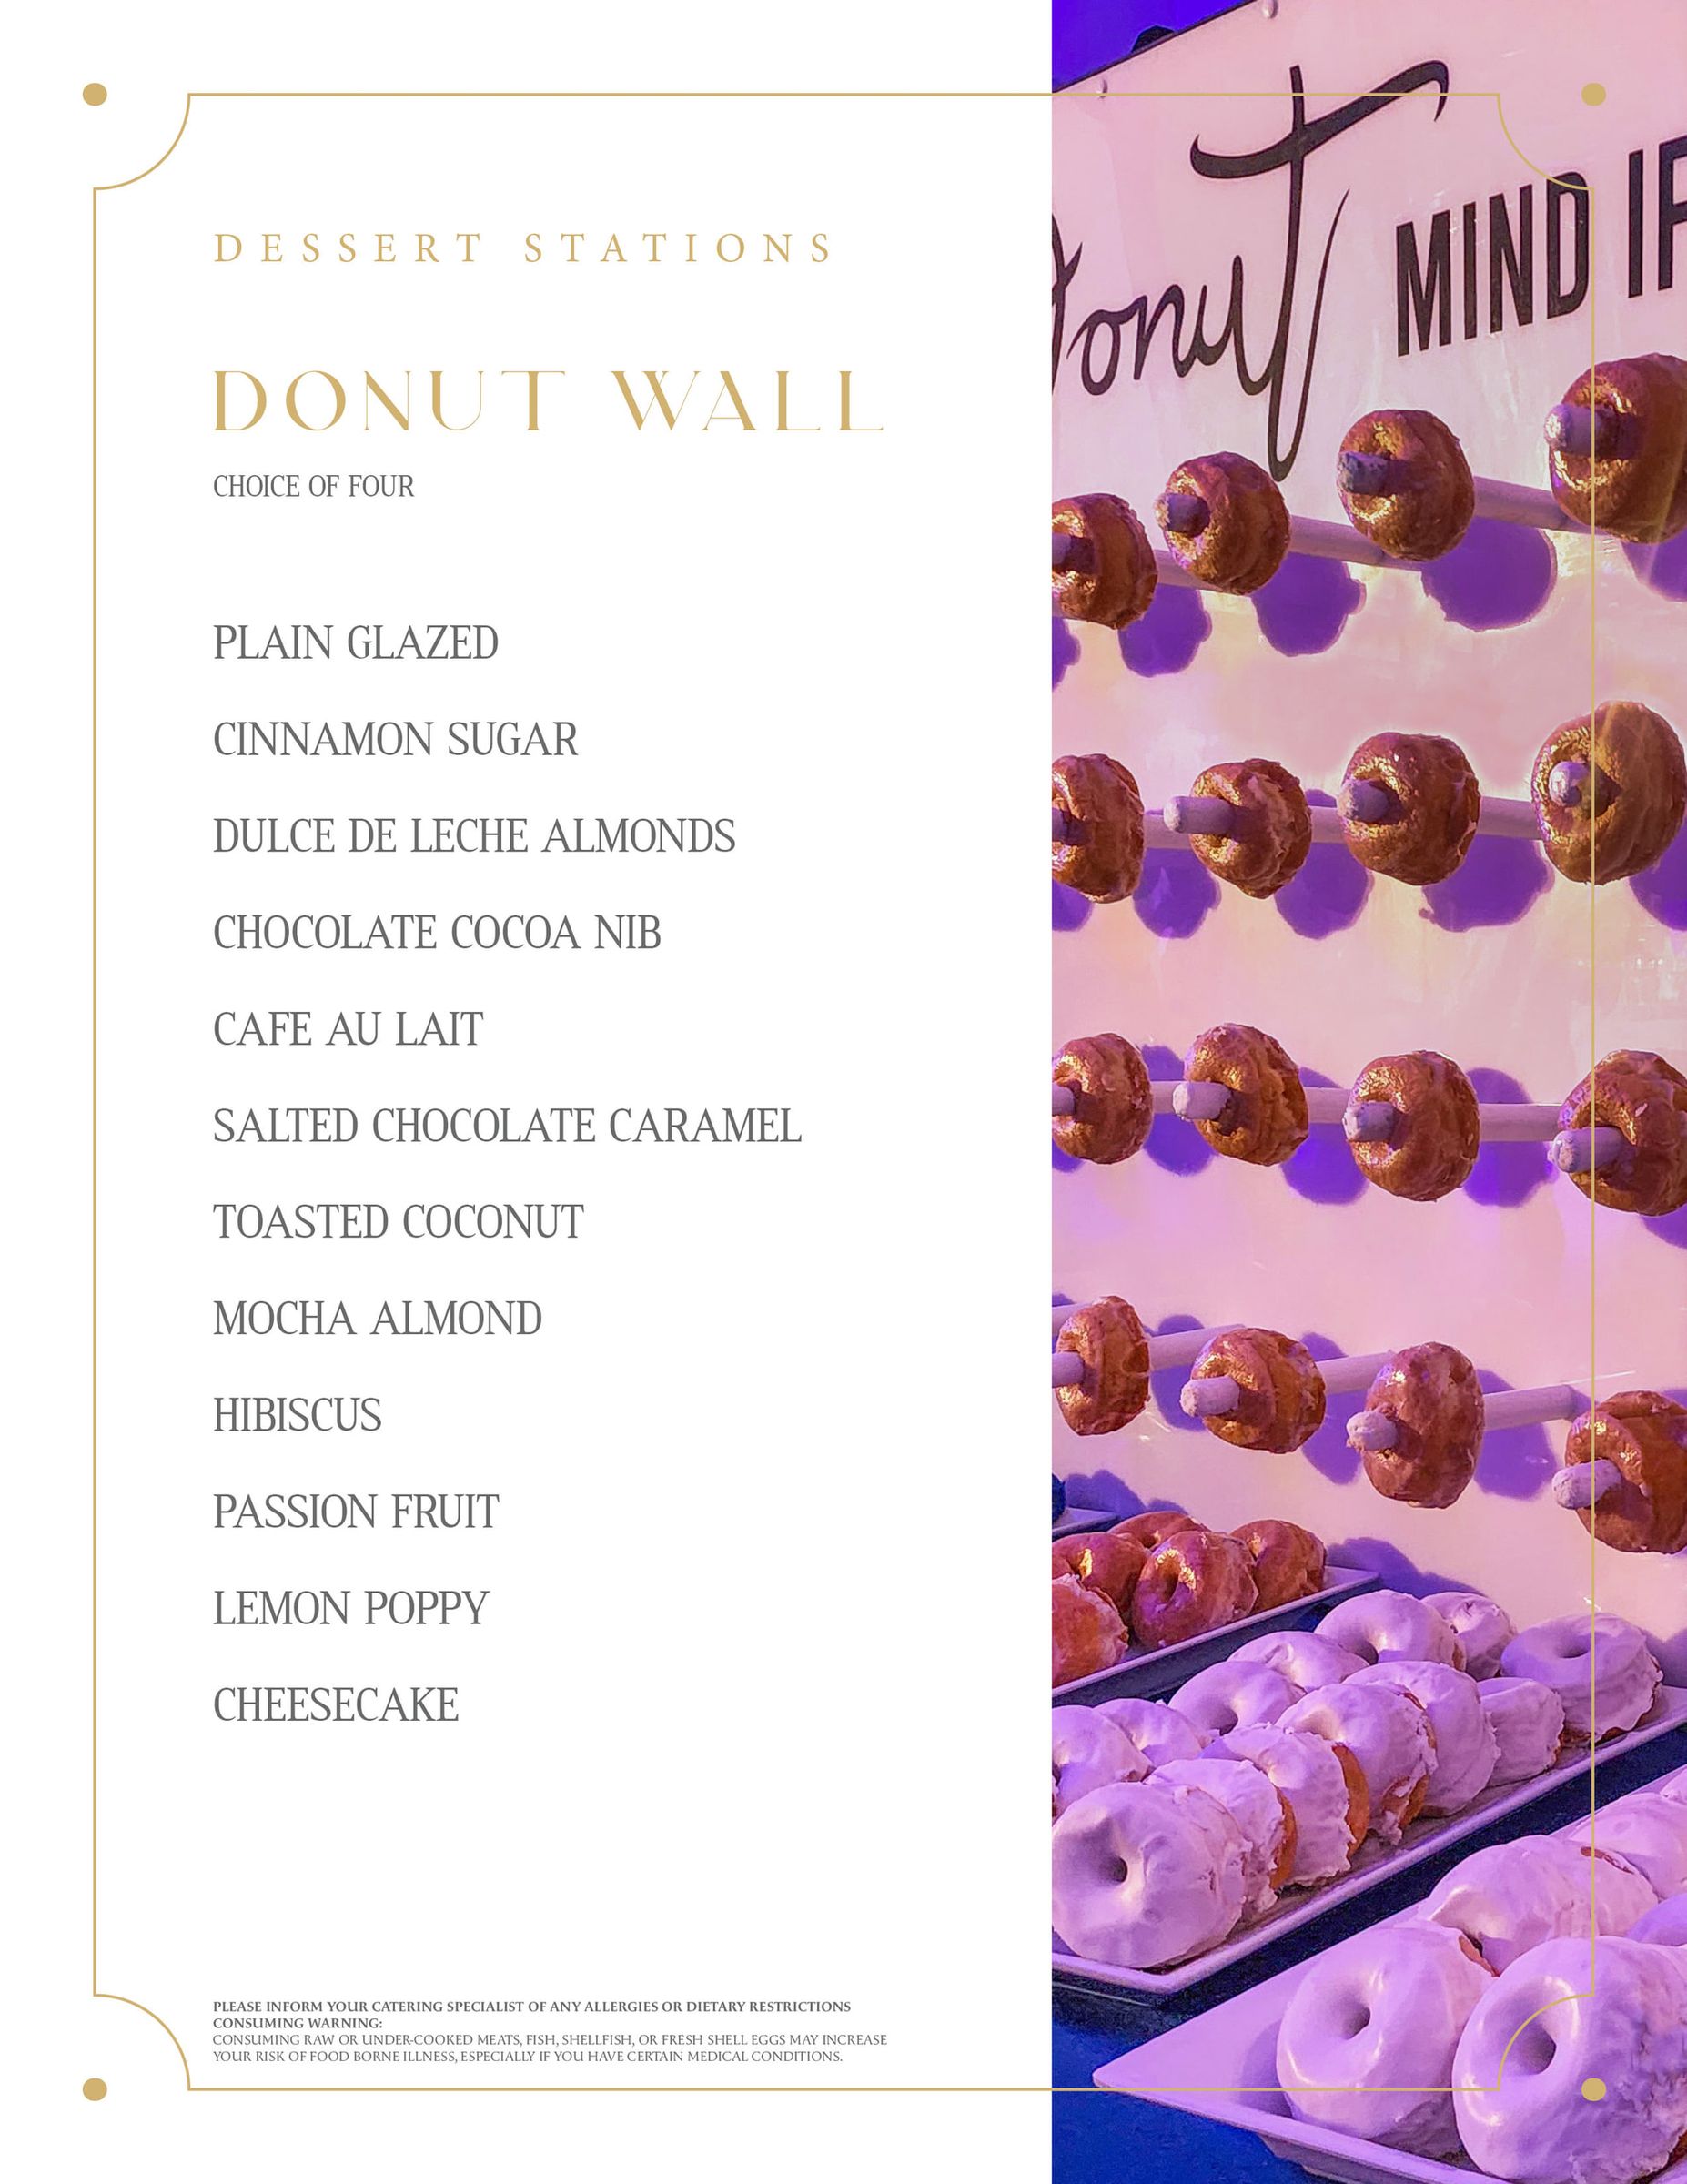 DESSERT STATIONS
DONUT WALL
CHOICE OF FOUR
PLAIN GLAZED
CINNAMON SUGAR
DULCE DE LECHE ALMONDS
CHOCOLATE COCOA NIB
CAFE AU LAIT
SALTED CHOCOLATE CARAMEL
TOASTED COCONUT
MOCHA ALMOND
HIBISCUS
PASSION FRUIT
LEMON POPPY
CHEESECAKE
PLEASE INFORM YOUR CATERING SPECIALIST OF ANY ALLERGIES OR DIETARY RESTRICTIONS
CONSUMING WARNING:
CONSUMING RAW OR UNDER-COOKED MEATS, FISH, SHELLFISH, OR FRESH SHELL EGGS MAY INCREASE
YOUR RISK OF FOOD BORNE ILLNESS, ESPECIALLY IF YOU HAVE CERTAIN MEDICAL CONDITIONS.
Donut MIND IF